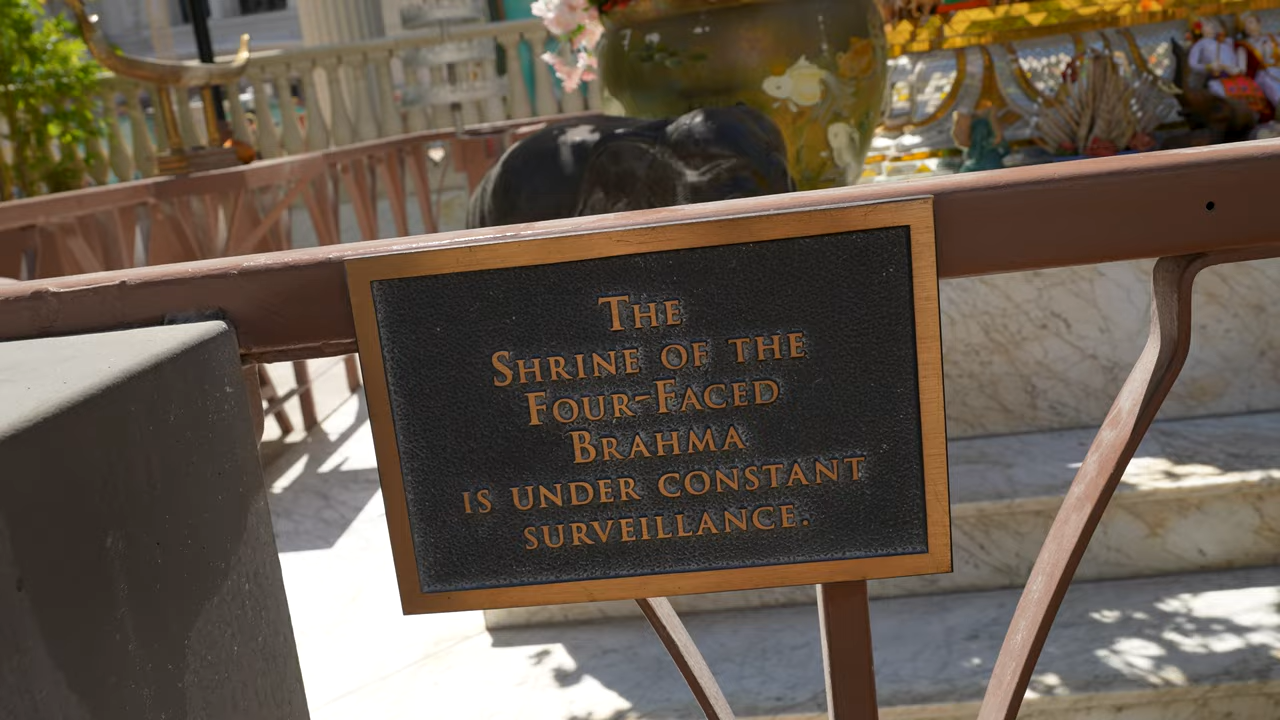 The
Shrine of the
Four-Faced
Brahma
is under constant
surveillance.